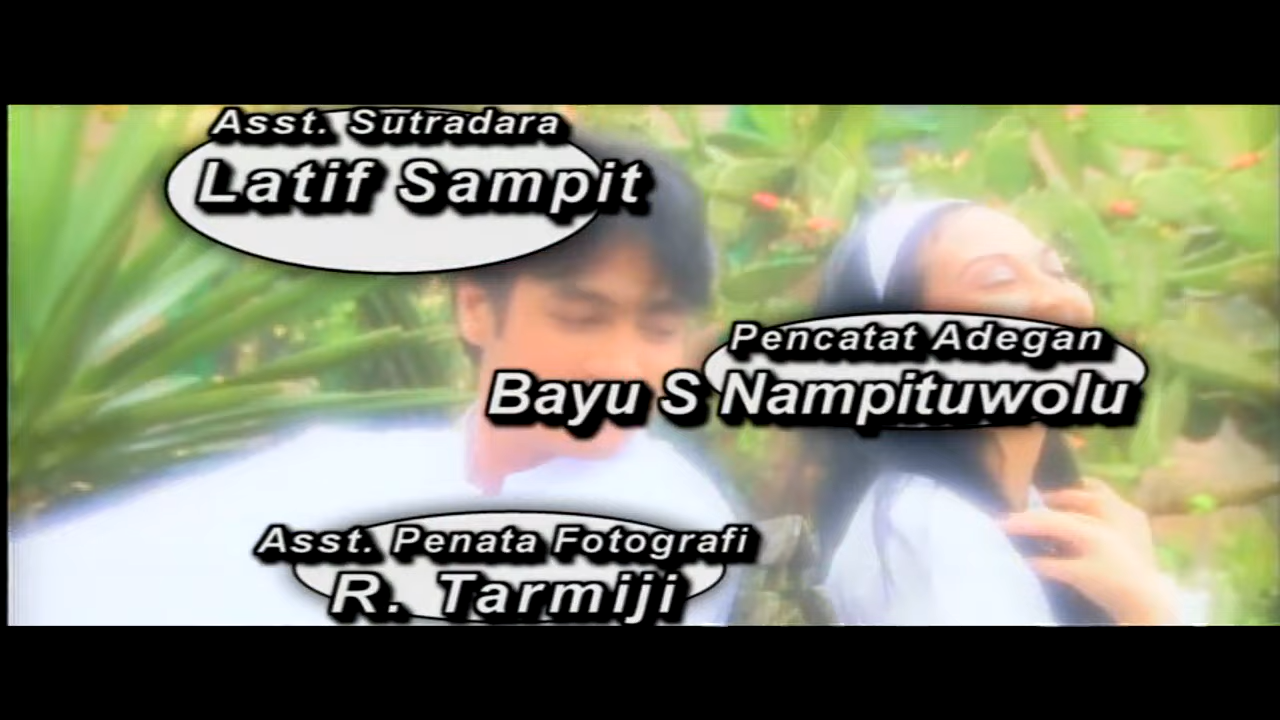 Asst. Sutradara
Latif Sampit
Pencatat Adegan
Bayu S Nampituwolu
Asst. Penata Fotografi
R. Tarmiji